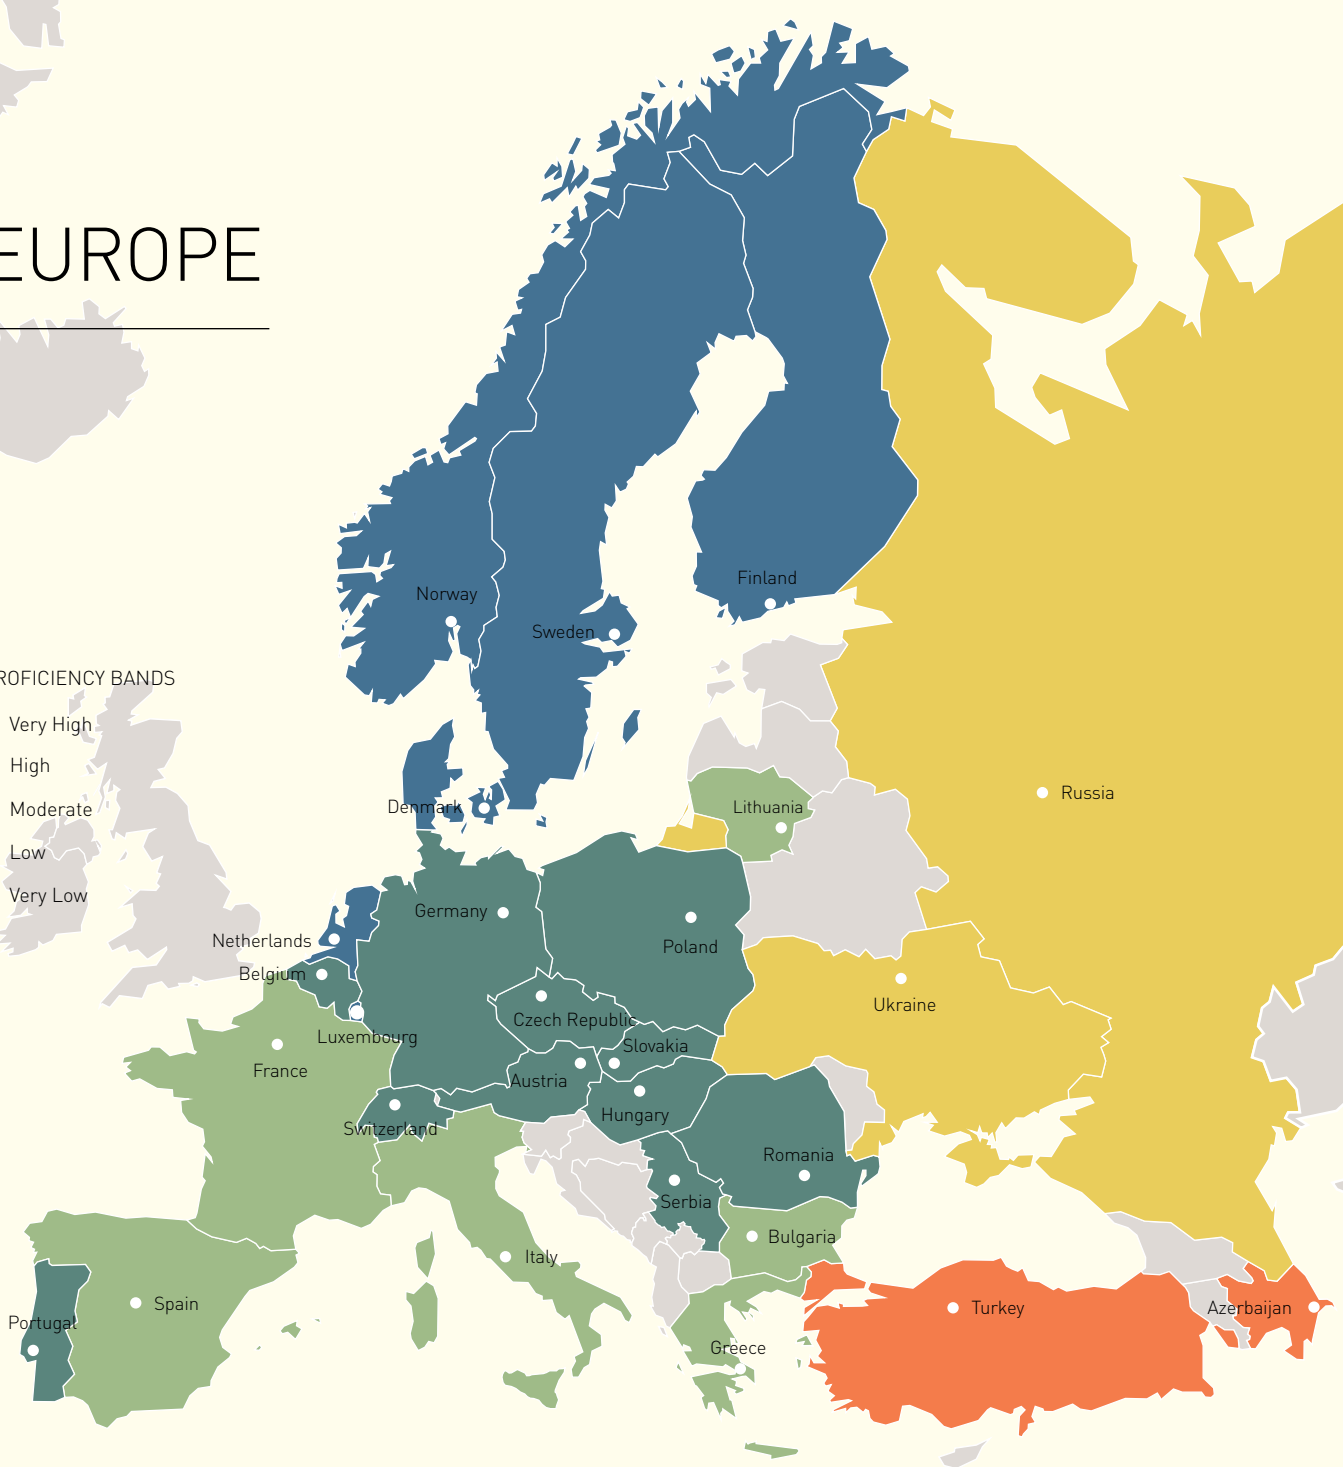 EUROPE
ROFICIENCY BANDS
Very High
High
Moderate
Low
Very Low
Norway
Sweden
Finland
Denmark
Lithuania
Russia
Germany
Poland
Netherlands
Belgium
Luxembourg
Czech Republic
Ukraine
Slovakia
France
Austria
Hungary
Switzerland
Romania
Serbia
Bulgaria
Italy
Spain
Portugal
Greece
Turkey
Azerbaijan